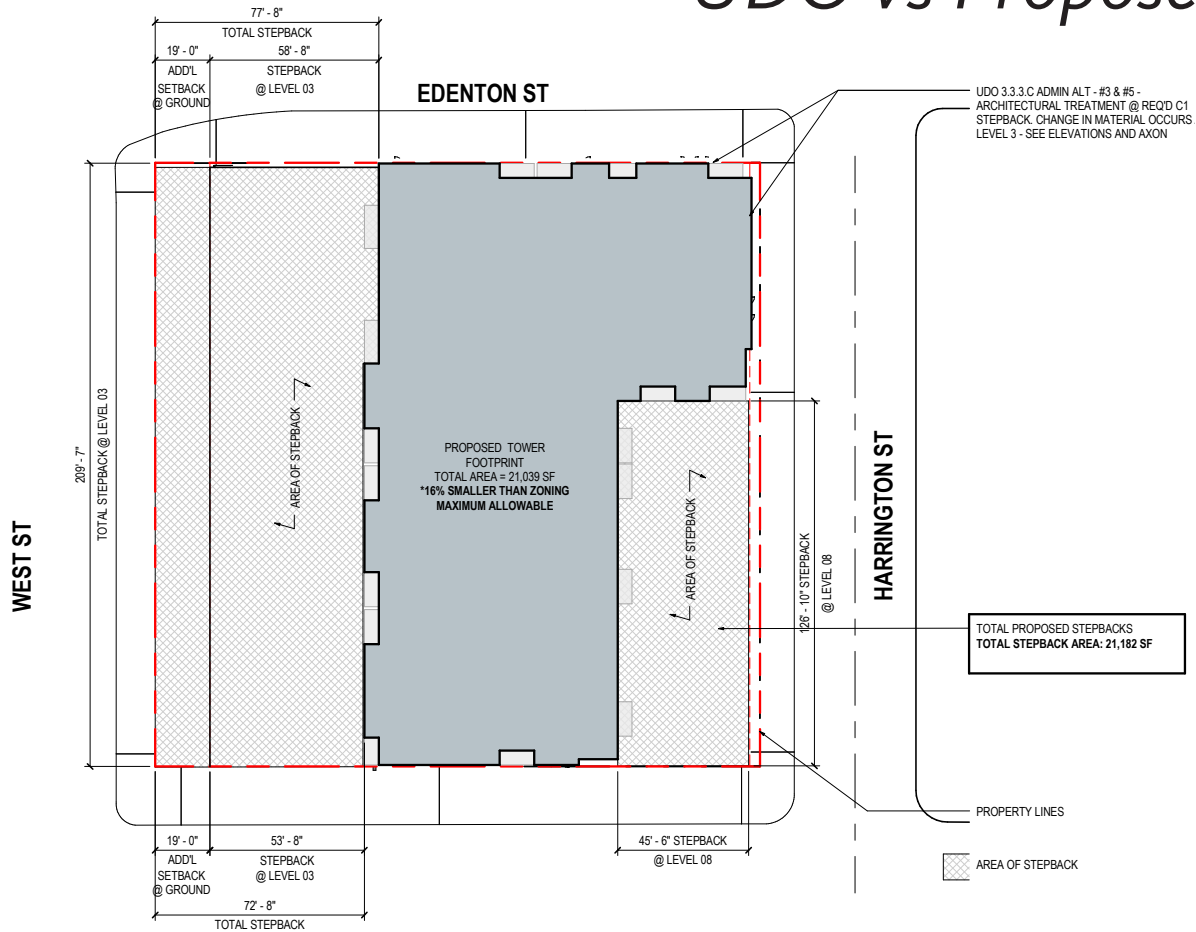 UDO vs Propose
77' - 8"
TOTAL STEPBACK
19' - 0"
58' - 8"
ADD'L
SETBACK
@ GROUND
STEPBACK
@ LEVEL 03
EDENTON ST
UDO 3.3.3.C ADMIN ALT - #3 & #5 -
ARCHITECTURAL TREATMENT @ REQ'D C1
STEPBACK. CHANGE IN MATERIAL OCCURS
LEVEL 3 - SEE ELEVATIONS AND AXON
209' - 7"
TOTAL STEPBACK @ LEVEL 03
AREA OF STEPBACK
PROPOSED TOWER
FOOTPRINT
TOTAL AREA = 21,039 SF
*16% SMALLER THAN ZONING
MAXIMUM ALLOWABLE
AREA OF STEPBACK
126' - 10" STEPBACK
@ LEVEL 08
WEST ST
HARRINGTON ST
TOTAL PROPOSED STEPBACKS
TOTAL STEPBACK AREA: 21,182 SF
PROPERTY LINES
AREA OF STEPBACK
19' - 0"
53' - 8"
ADD'L
SETBACK
@ GROUND
STEPBACK
@ LEVEL 03
45' - 6" STEPBACK
@ LEVEL 08
72' - 8"
TOTAL STEPBACK